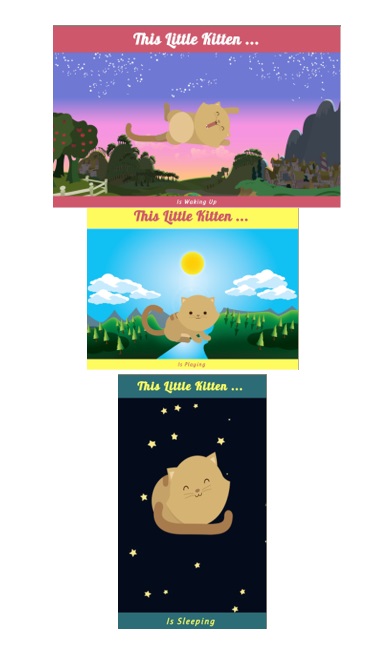 This Little Kitten ...
Is Waking Up
This Little Kitten ...
Is Playing
This Little Kitten ...
Is Sleeping